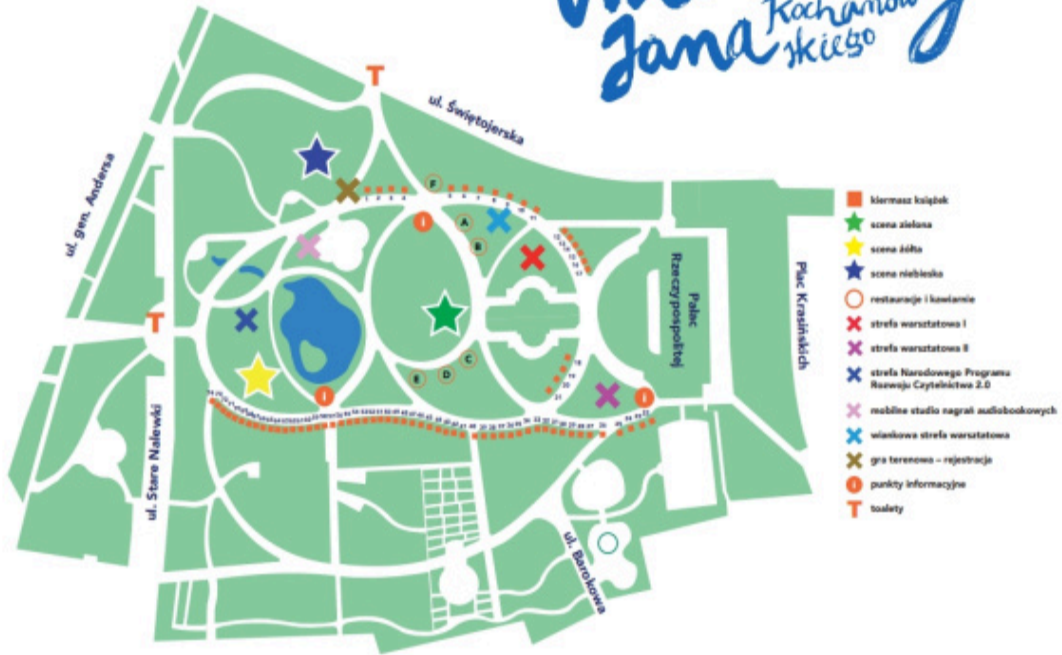 Jana Kochanow
skiego
T
ul. Świętojerska
ul. gen. Andersa
F
i
A
B
T
C
D
E
i
i
Pałac
Rzeczypospolitej
Plac Krasińskich
ul. Stare Nalewki
ul. Barokowa
kiermasz książek
scena zielona
scena żółta
scena niebieska
restauracje i kawiarnie
strefa warsztatowa I
strefa warsztatowa II
strefa Narodowego Programu
Rozwoju Czytelnictwa 2.0
mobilne studio nagrań audiobookowych
wiankowa strefa warsztatowa
gra terenowa – rejestracja
i punkty informacyjne
T toalety